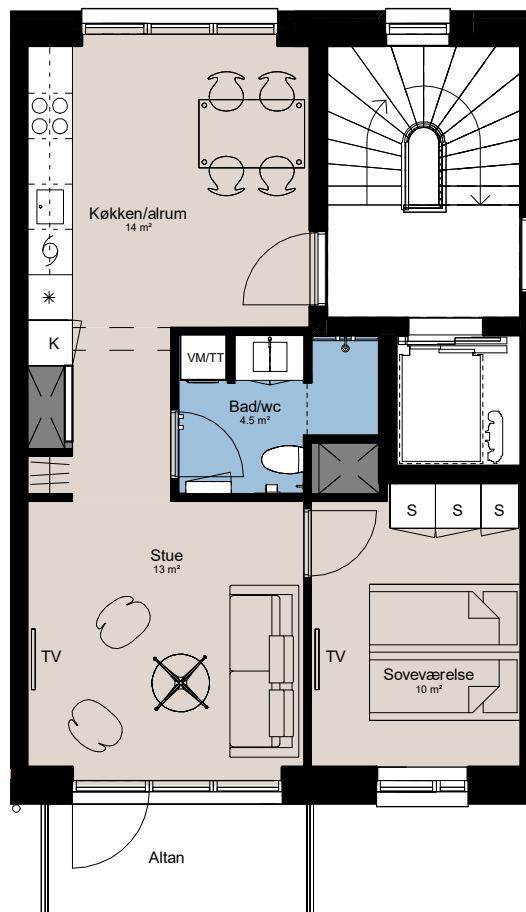 Køkken/alrum
14 m²
K
VM/TT
Bad/wc
4.5 m²
S
S
S
Stue
13 m²
TV
TV
Soveværelse
10 m²
Altan